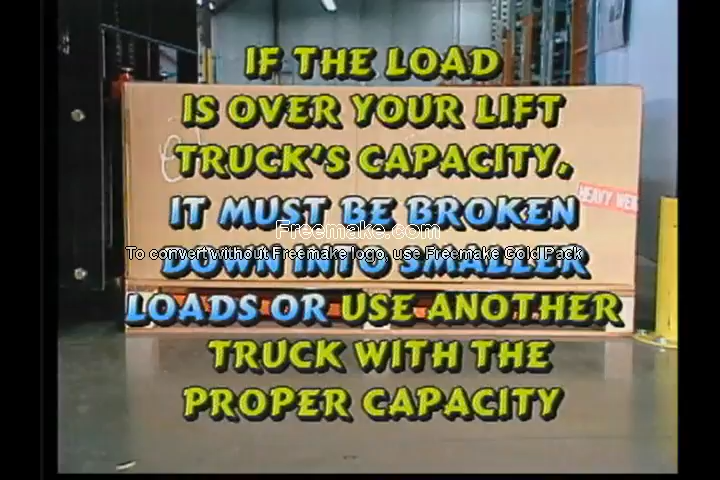 IF THE LOAD
IS OVER YOUR LIFT
TRUCK'S CAPACITY,
HEAVY WEI
IT MUST BE BROKEN
Freemake.com
To convert without Freemake logo, use Freemake Gold Pack
DOWN INTO SMALLER
LOADS OR USE ANOTHER
TRUCK WITH THE
PROPER CAPACITY